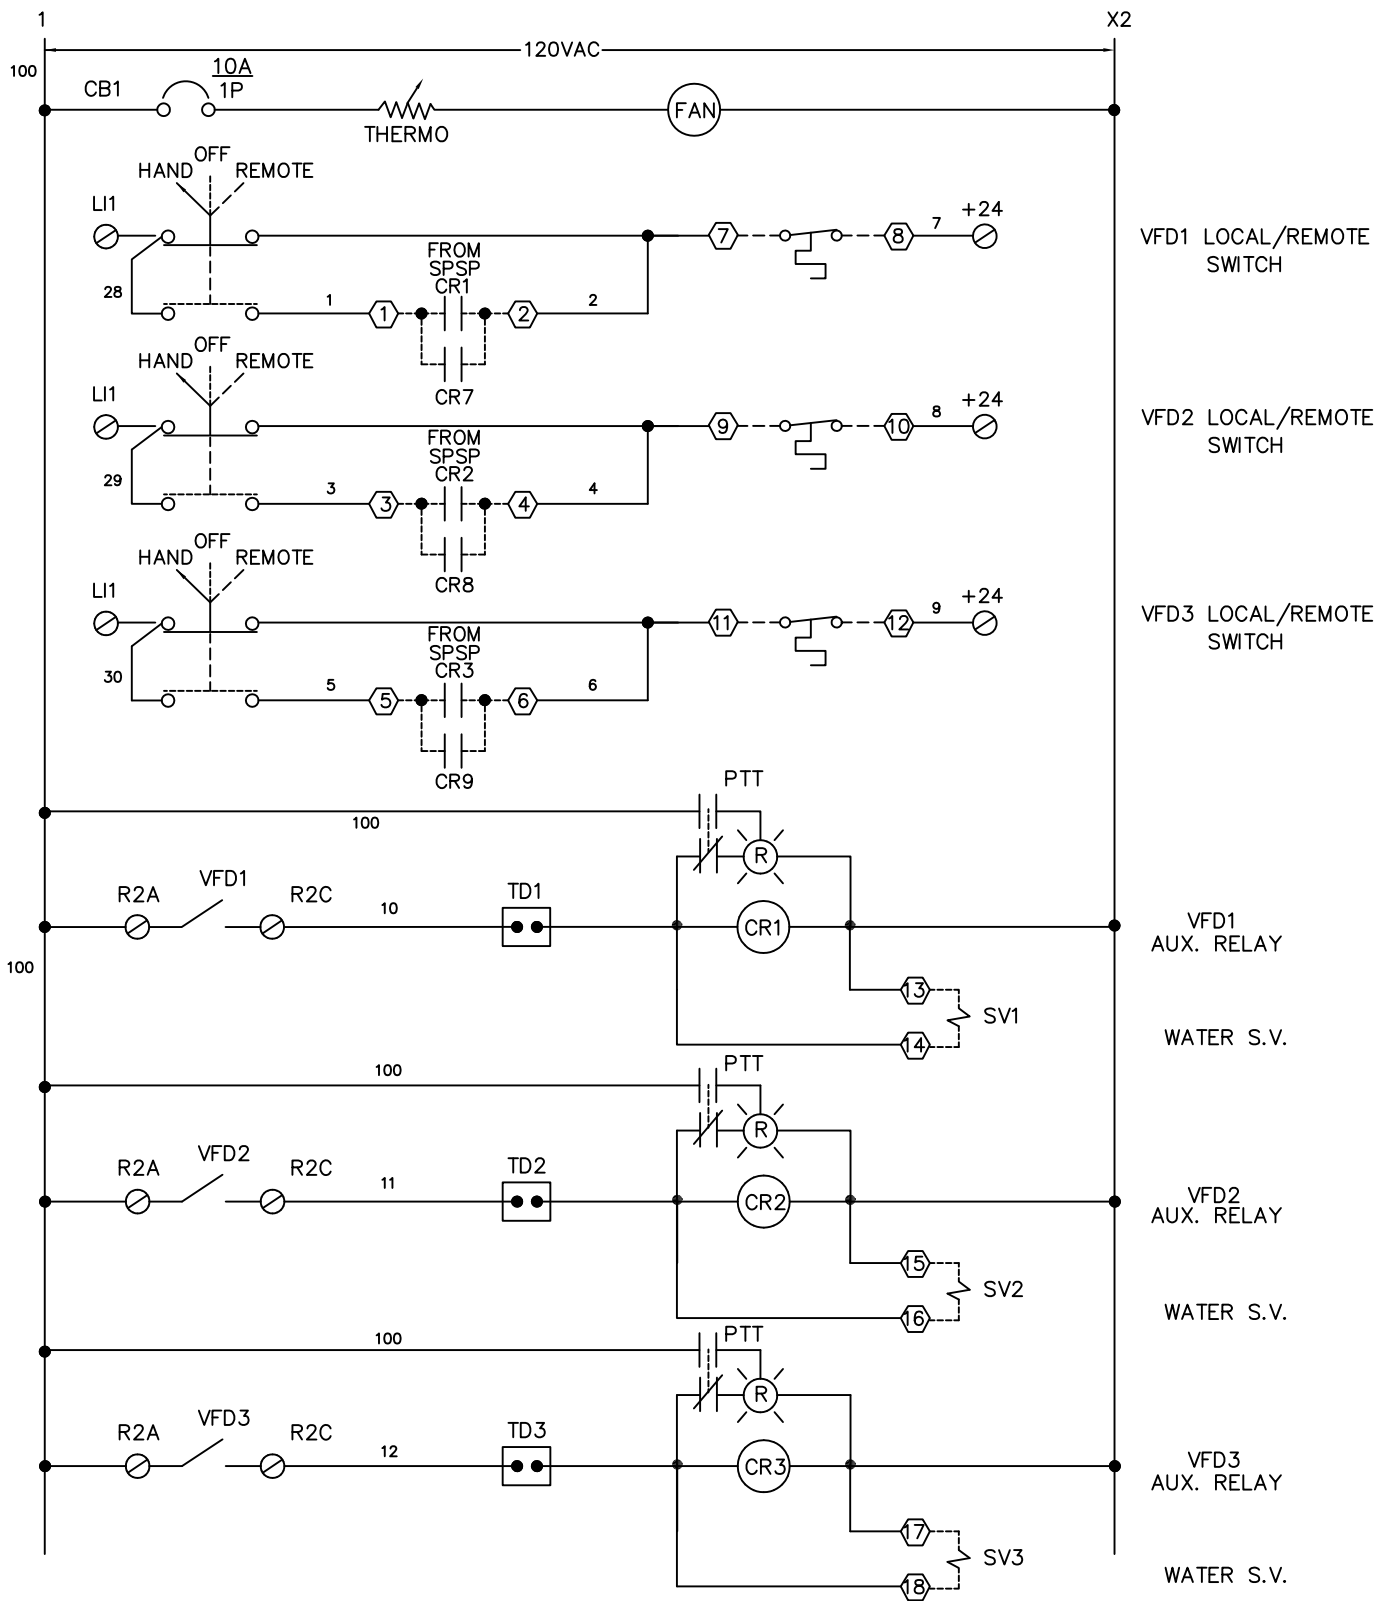 1
X2
120VAC
100
CB1
10A
1P
THERMO
FAN
OFF
HAND REMOTE
LI1
FROM
SPSP
CR1
7
8
7
+24
VFD1 LOCAL/REMOTE
SWITCH
28
1
1
2
2
CR7
OFF
HAND REMOTE
LI1
FROM
SPSP
CR2
9
10
8
+24
VFD2 LOCAL/REMOTE
SWITCH
29
3
3
4
4
CR8
OFF
HAND REMOTE
LI1
FROM
SPSP
CR3
11
12
9
+24
VFD3 LOCAL/REMOTE
SWITCH
30
5
5
6
6
CR9
PTT
100
R
R2A
VFD1
R2C
10
TD1
CR1
VFD1
AUX. RELAY
100
13
SV1
14
WATER S.V.
100
PTT
R
R2A
VFD2
R2C
11
TD2
CR2
VFD2
AUX. RELAY
15
SV2
16
WATER S.V.
100
PTT
R
R2A
VFD3
R2C
12
TD3
CR3
VFD3
AUX. RELAY
17
SV3
18
WATER S.V.